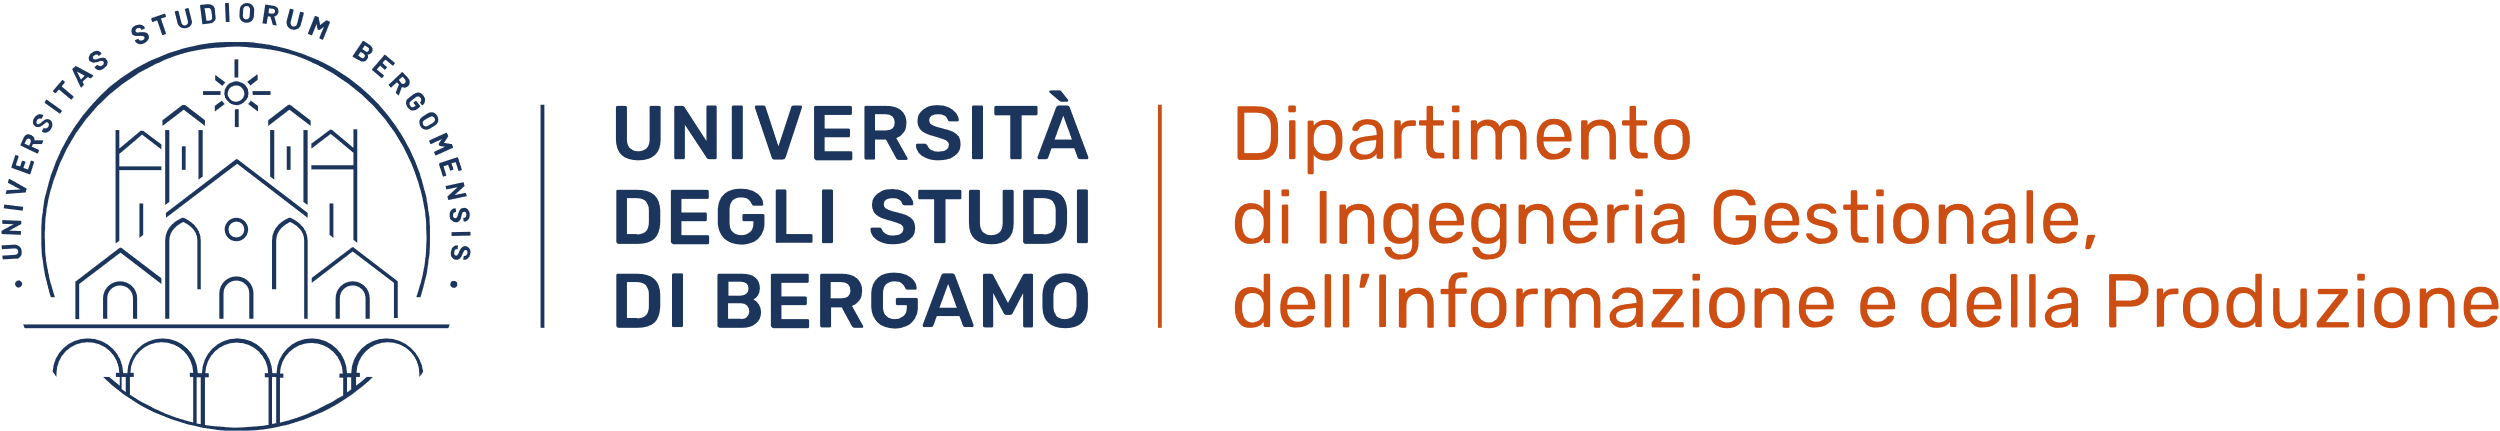 • UNIVERSITAS STUDIORUM BERGOMENSIS •
UNIVERSITÀ
DEGLI STUDI
DI BERGAMO
Dipartimento
di Ingegneria Gestionale,
dell'Informazione e della Produzione